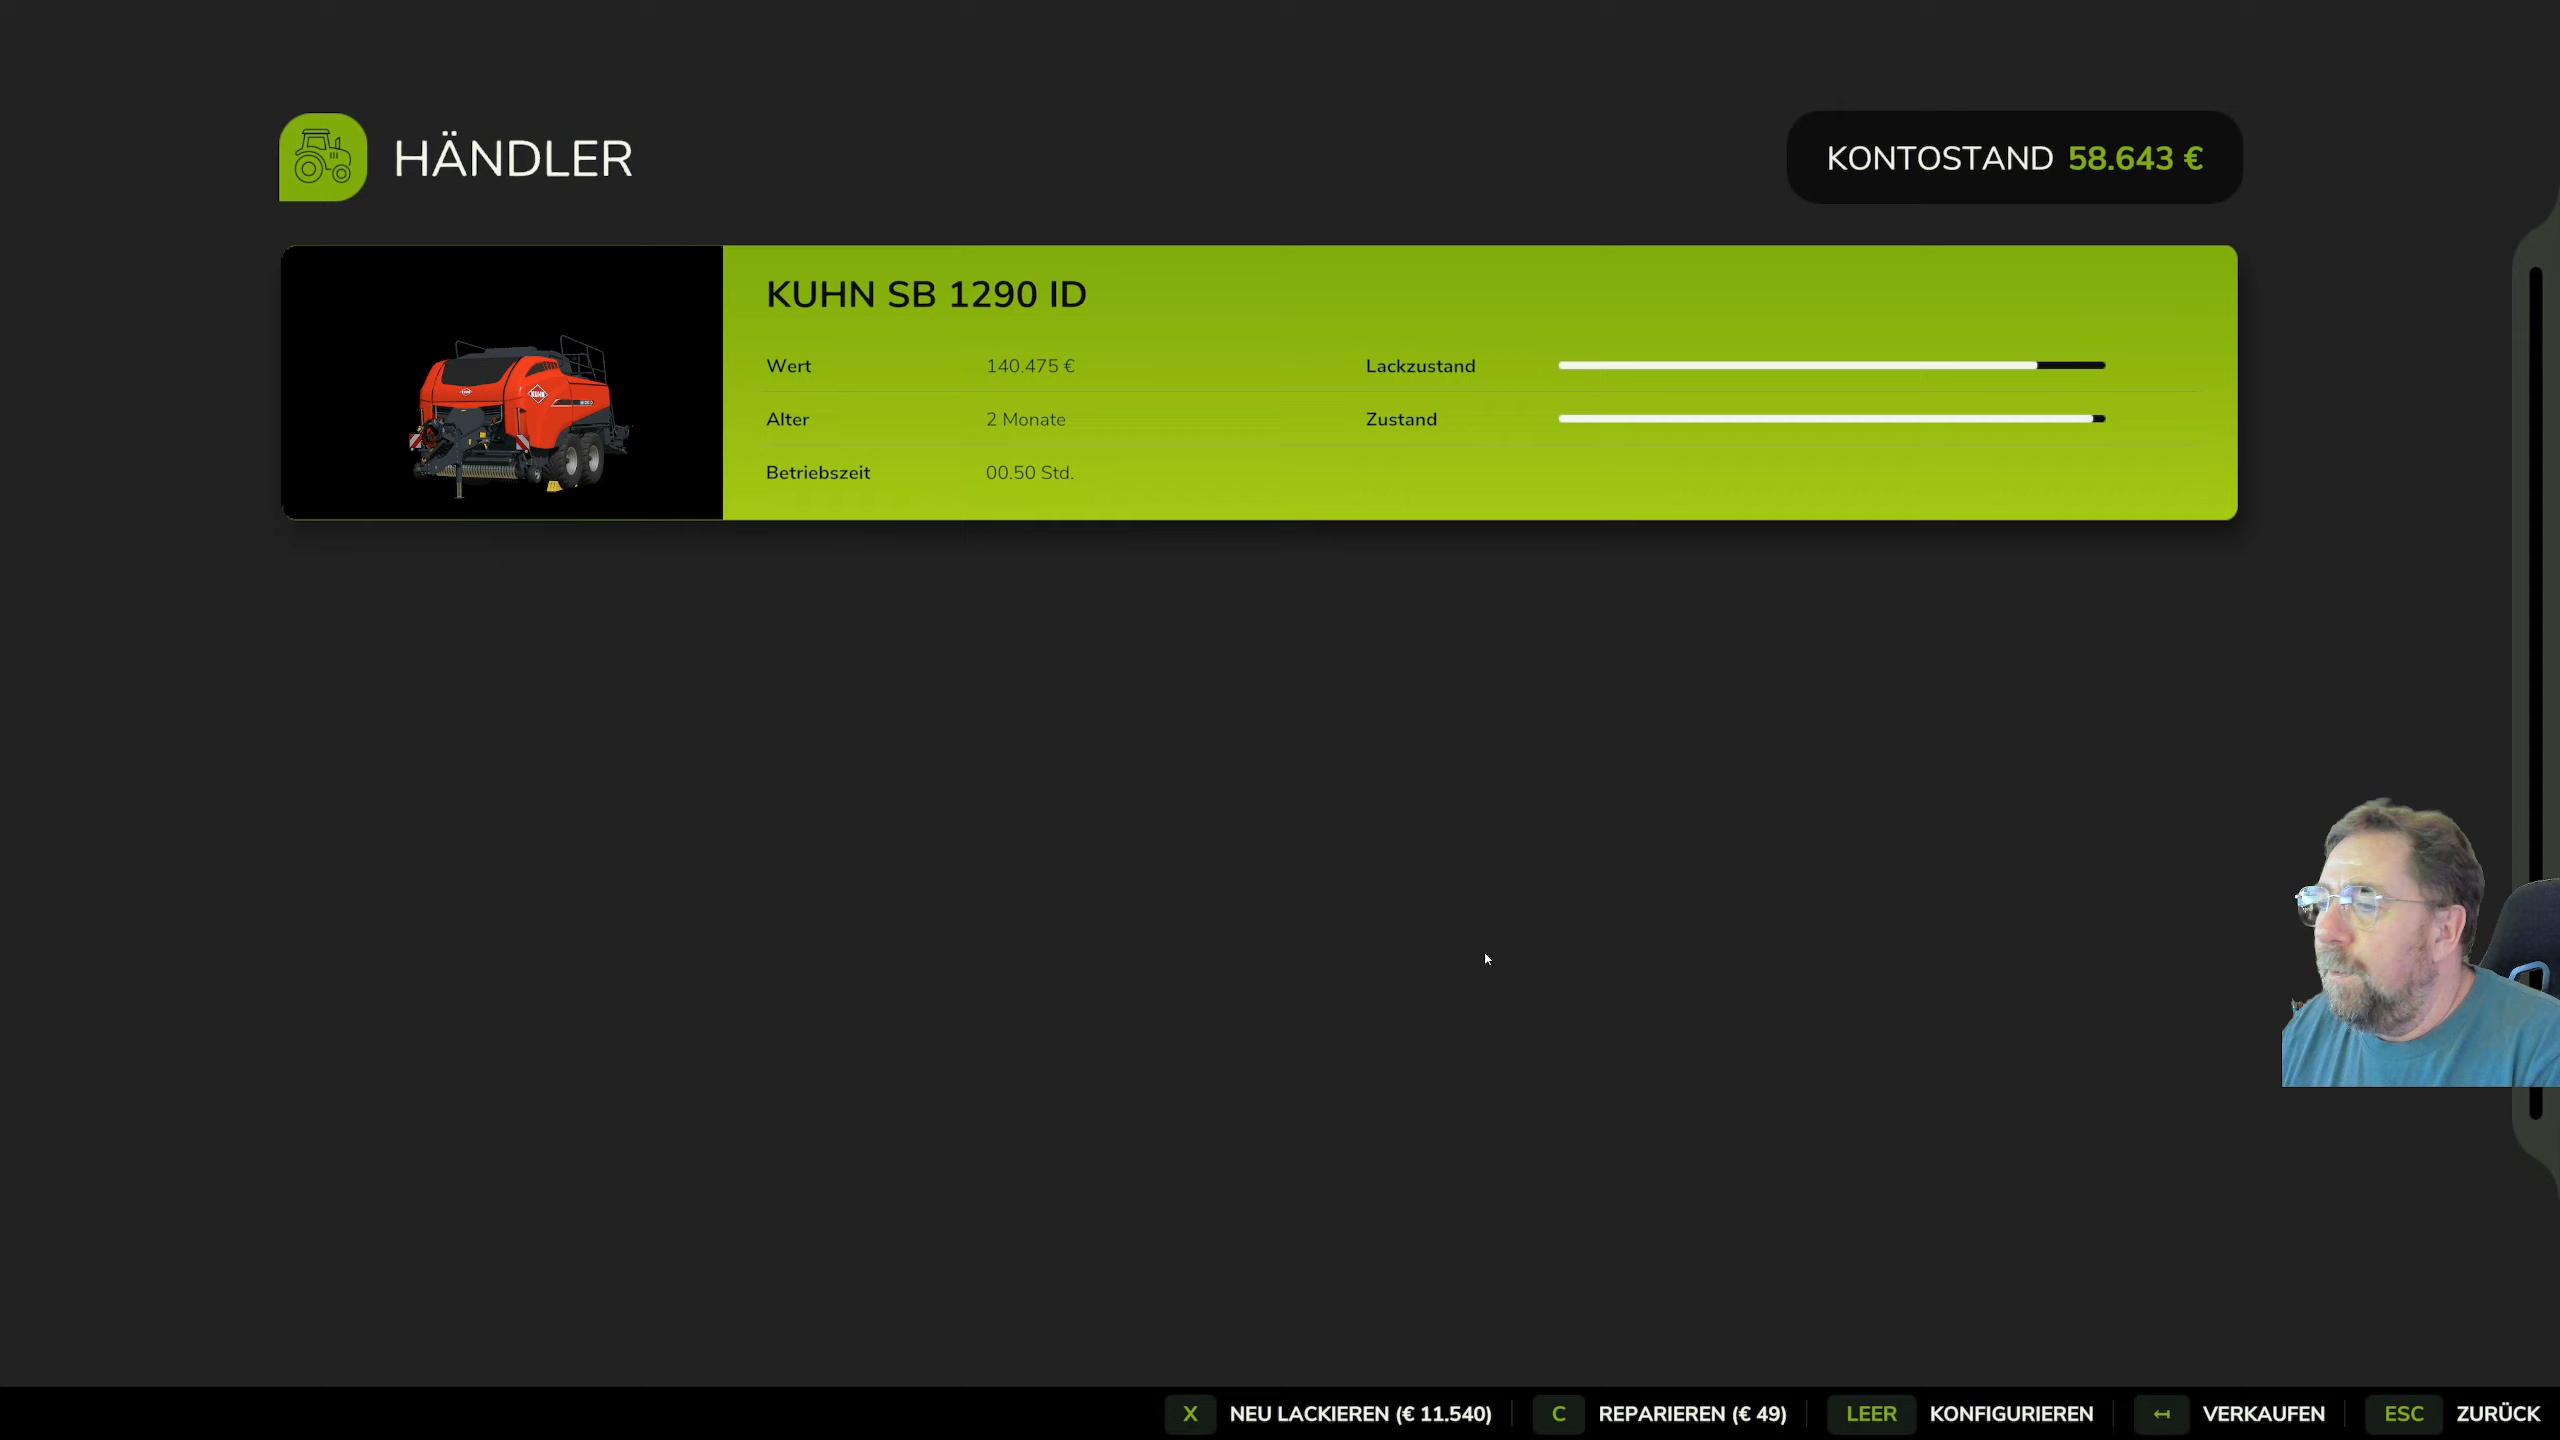 HÄNDLER
KONTOSTAND 58.643 €
KUHN SB 1290 ID
Wert 140.475 € Lackzustand
Alter 2 Monate Zustand
Betriebszeit 00.50 Std.
KUHN
X NEU LACKIEREN (€ 11.540) C REPARIEREN (€ 49) LEER KONFIGURIEREN ↤ VERKAUFEN ESC ZURÜCK